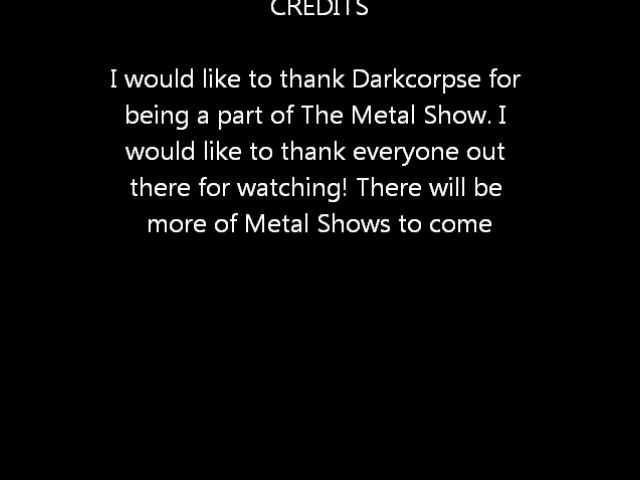 CREDITS
I would like to thank Darkcorpse for
being a part of The Metal Show. I
would like to thank everyone out
there for watching! There will be
more of Metal Shows to come